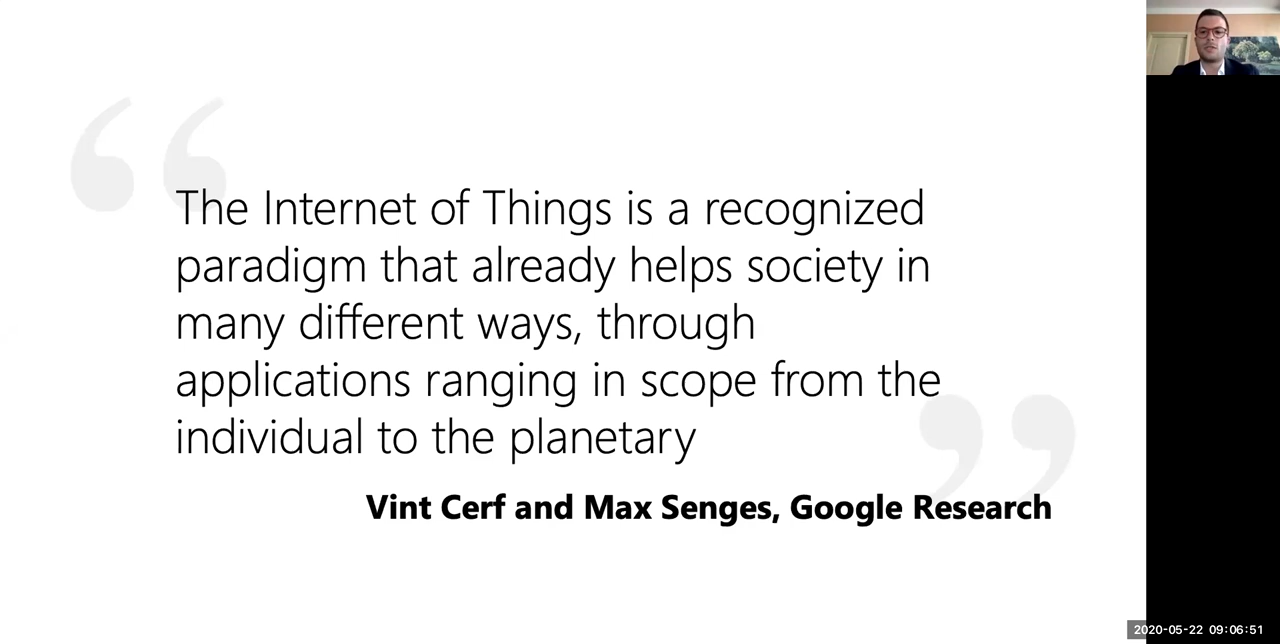 The Internet of Things is a recognized
paradigm that already helps society in
many different ways, through
applications ranging in scope from the
individual to the planetary
Vint Cerf and Max Senges, Google Research
2020-05-22 09:06:51